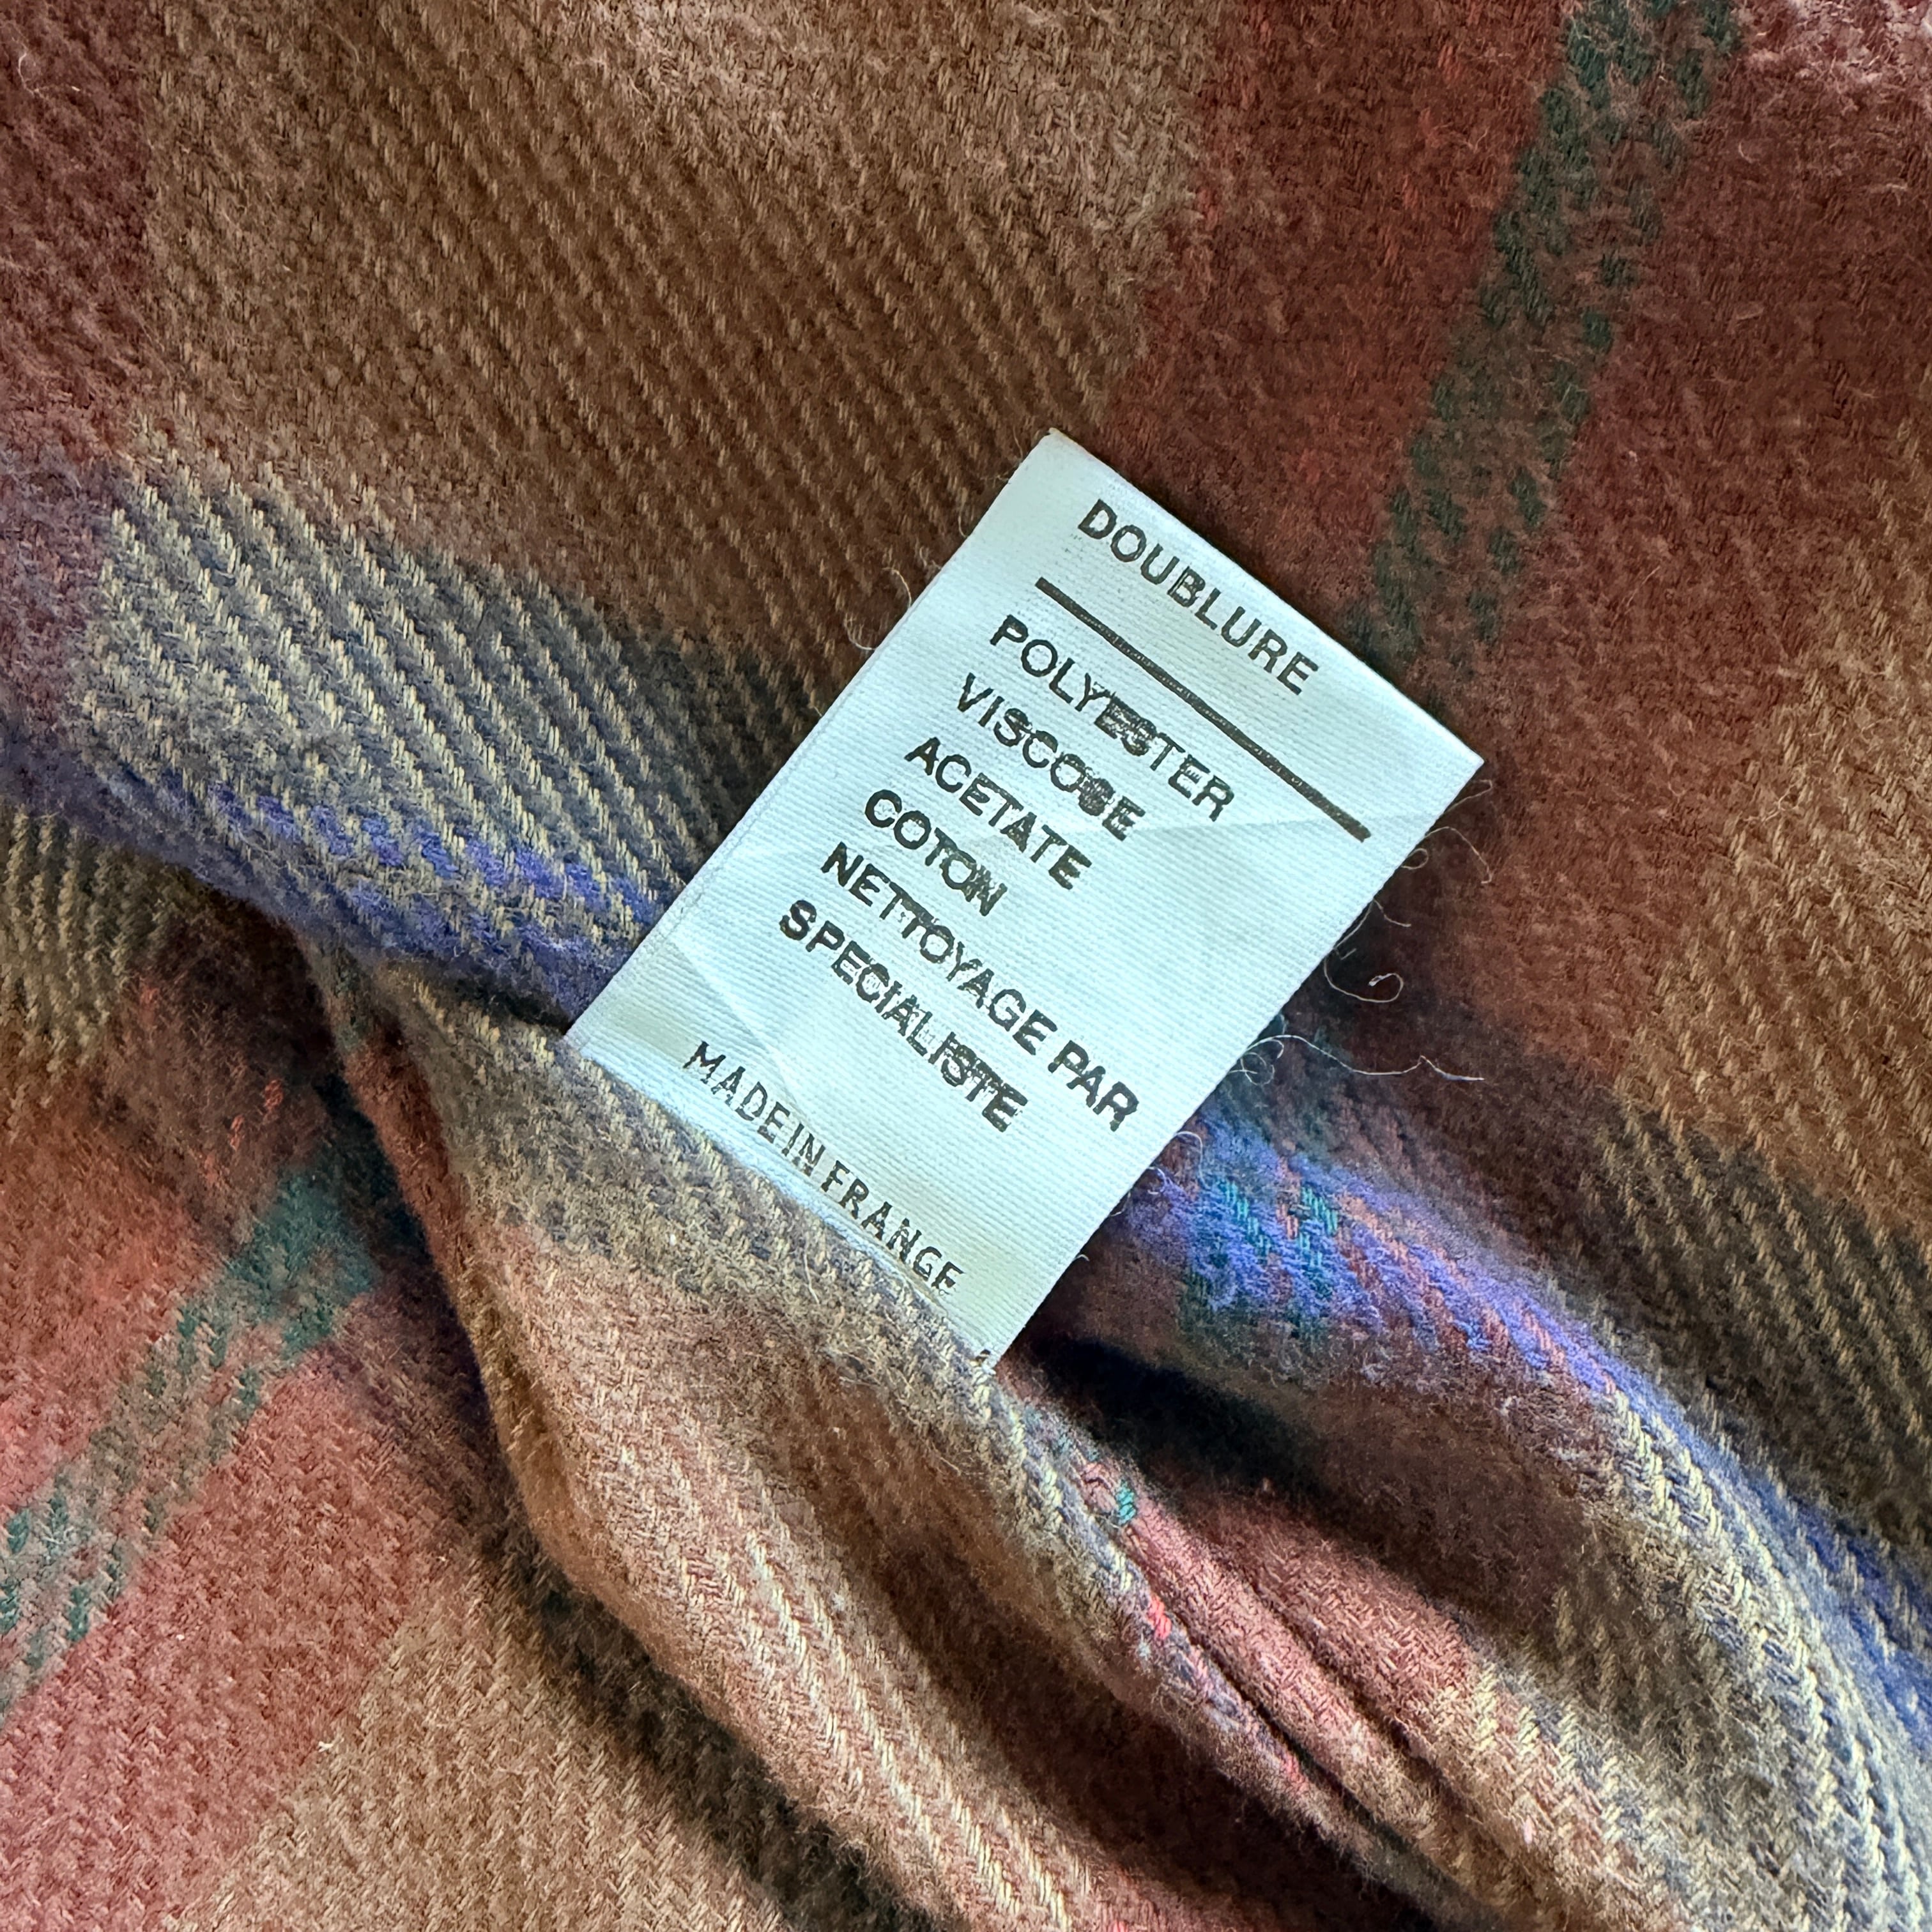 DOUBLURE
POLYESTER
VISCOSE
ACETATE
COTON
NETTOYAGE PAR
SPECIALISTE
MADE IN FRANCE